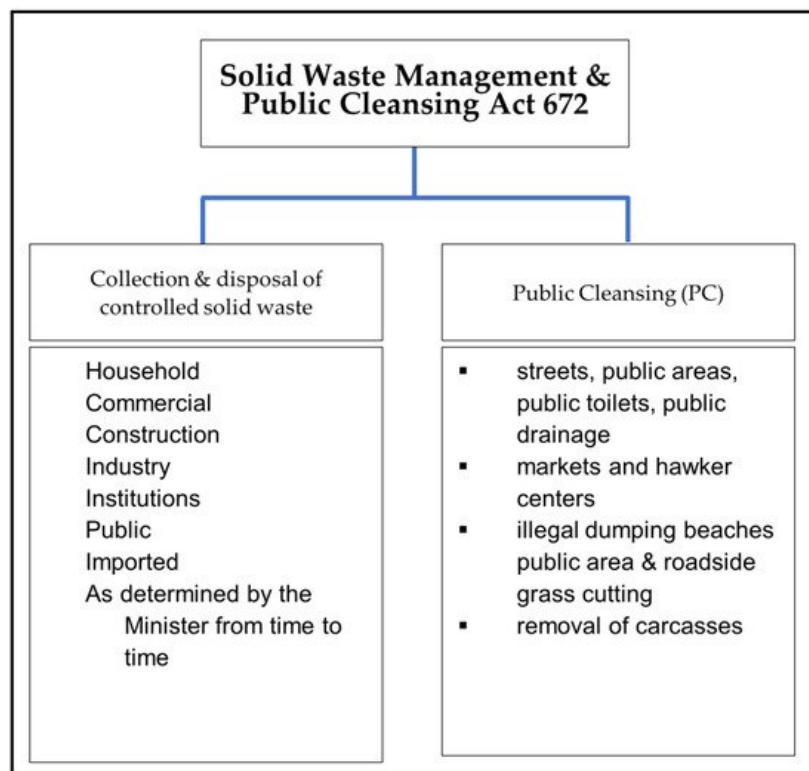 Solid Waste Management &
Public Cleansing Act 672
Collection & disposal of
controlled solid waste
Household
Commercial
Construction
Industry
Institutions
Public
Imported
As determined by the
Minister from time to
time
Public Cleansing (PC)
▪ streets, public areas,
public toilets, public
drainage
▪ markets and hawker
centers
▪ illegal dumping beaches
public area & roadside
grass cutting
▪ removal of carcasses